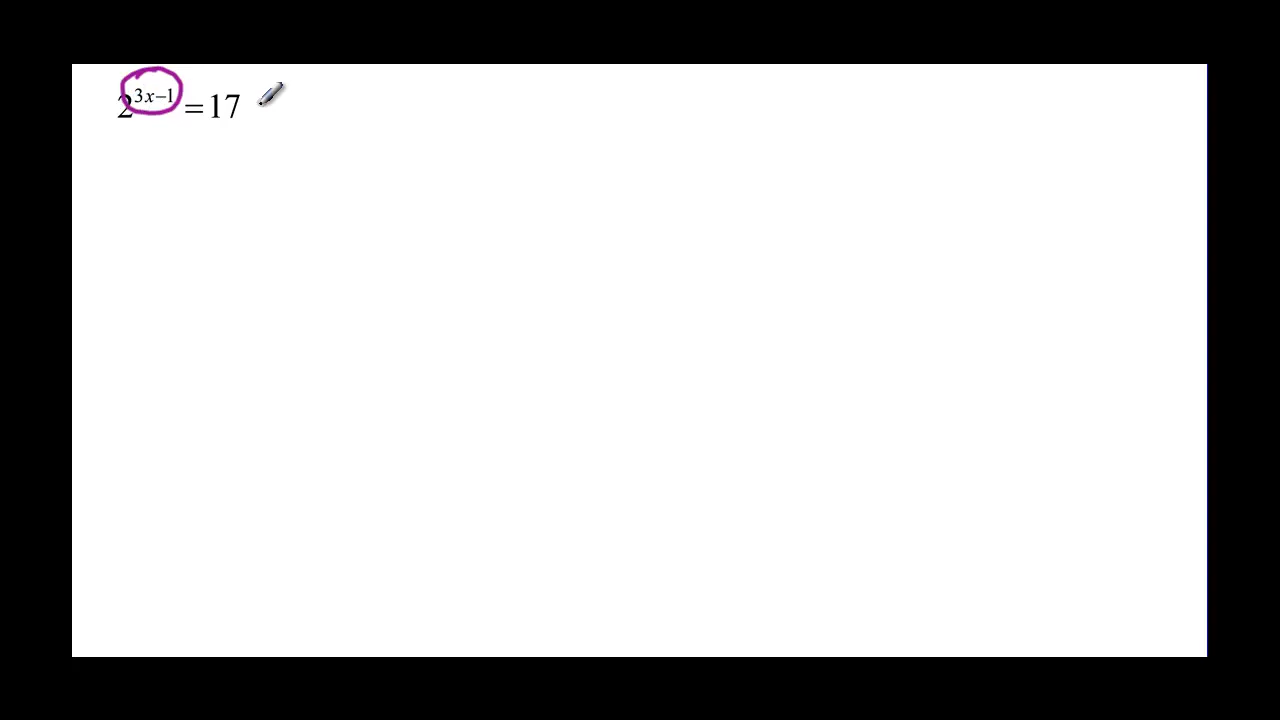 2^{3x−1} = 17